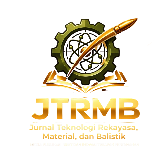 JTRMB
Jurnal Teknologi Rekayasa,
Material, dan Balistik